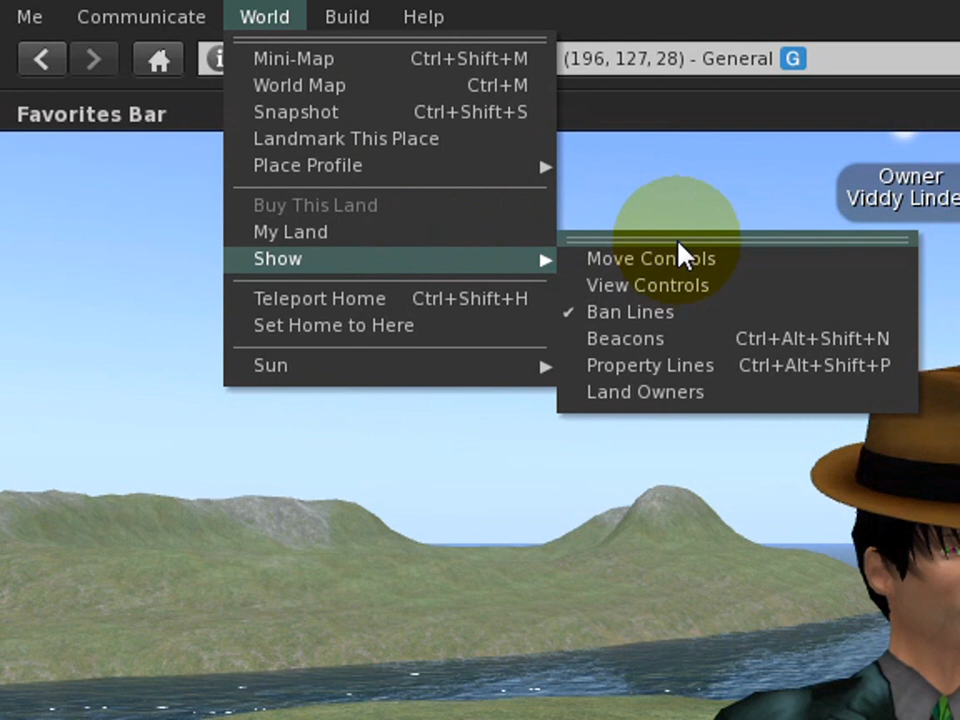 Me Communicate World Build Help
(196, 127, 28) - General G
Favorites Bar
Mini-Map Ctrl+Shift+M
World Map Ctrl+M
Snapshot Ctrl+Shift+S
Landmark This Place
Place Profile
Buy This Land
My Land
Show
Teleport Home Ctrl+Shift+H
Set Home to Here
Sun
Move Controls
View Controls
Ban Lines
Beacons Ctrl+Alt+Shift+N
Property Lines Ctrl+Alt+Shift+P
Land Owners
Owner
Viddy Linde